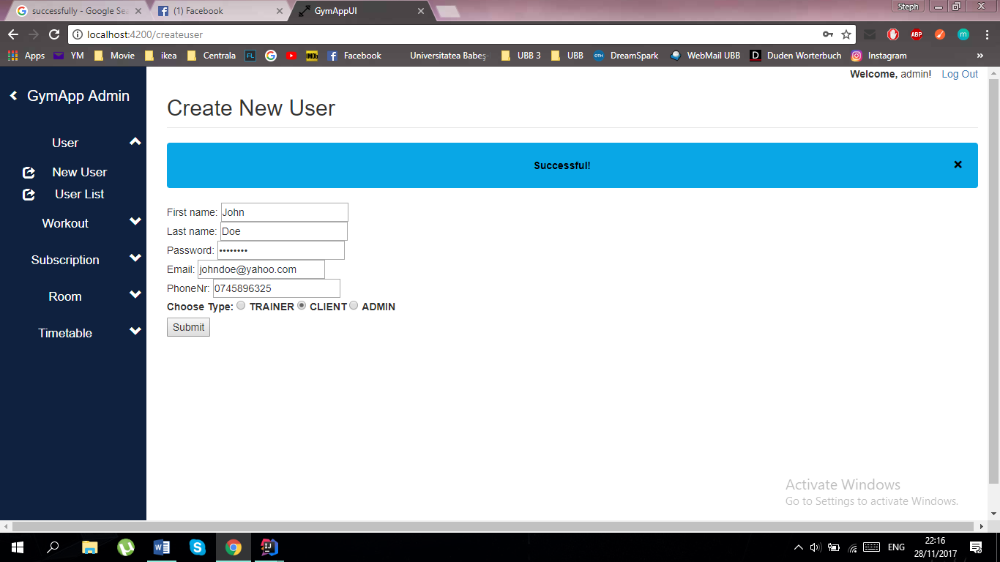 successfully - Google Sea
(1) Facebook
GymAppUI
Steph
localhost:4200/createuser
ABP
m
Apps
YM
Movie
ikea
Centrala
FL
IMDb
Facebook
Universitatea Babeș-
UBB 3
UBB
OTH
DreamSpark
WebMail UBB
D
Duden Worterbuch
Instagram
»
Welcome, admin! Log Out
GymApp Admin
Create New User
User
New User
User List
Workout
Subscription
Room
Timetable
Successful!
First name: John
Last name: Doe
Password: ••••••••
Email: johndoe@yahoo.com
PhoneNr: 0745896325
Choose Type: TRAINER CLIENT ADMIN
Submit
Activate Windows
Go to Settings to activate Windows.
ENG
22:16
28/11/2017